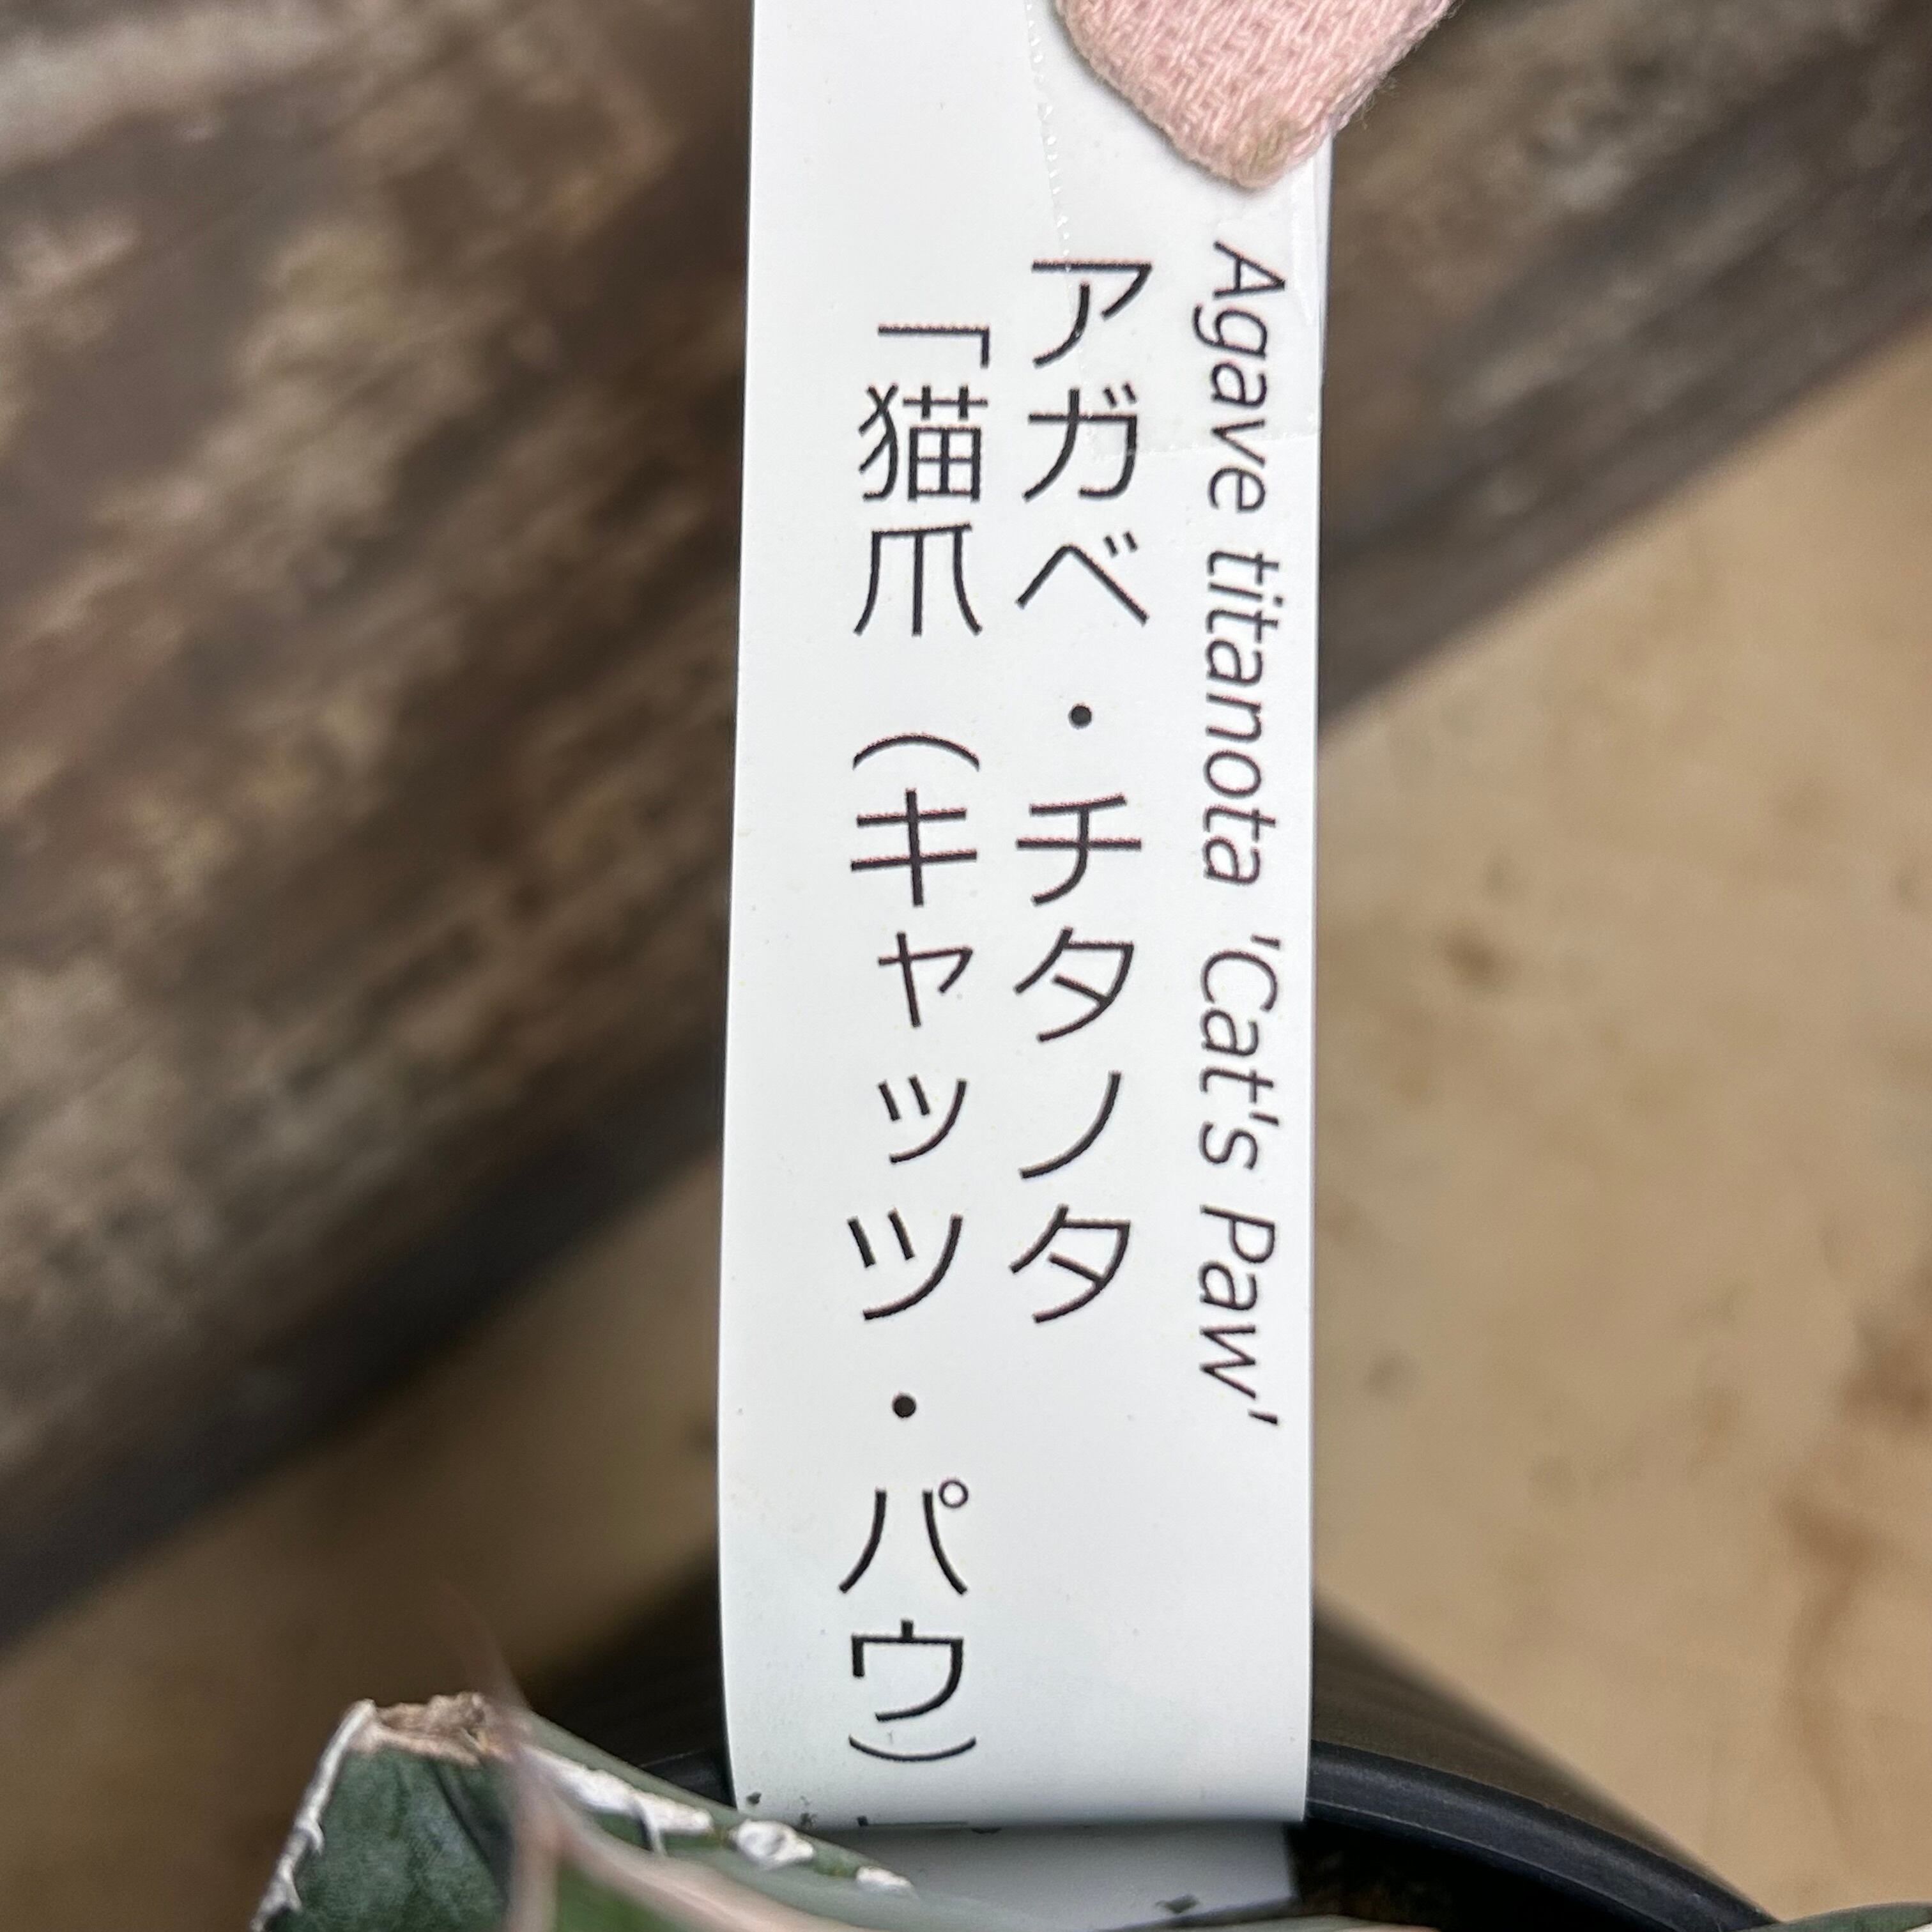 Agave titanota 'Cat's Paw'
アガベ・チタノタ
「猫爪（キャッツ・パウ）